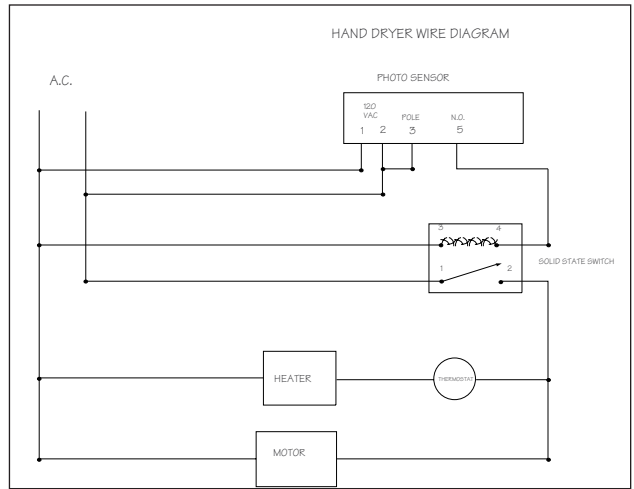 HAND DRYER WIRE DIAGRAM
A.C.
PHOTO SENSOR
120
VAC
POLE
N.O.
1 2 3 5
3 4
1 2
SOLID STATE SWITCH
HEATER
THERMOSTAT
MOTOR